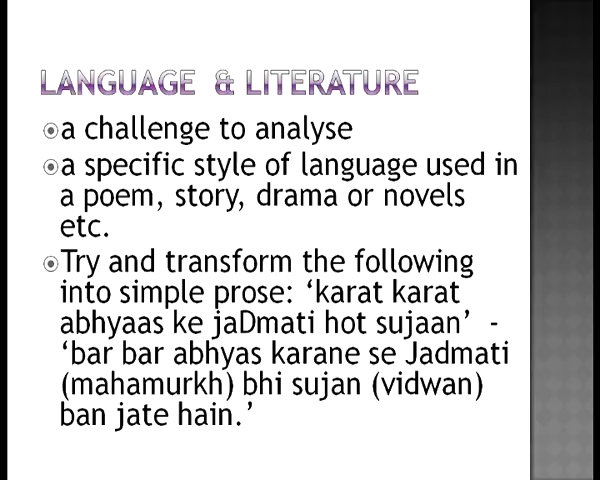 LANGUAGE & LITERATURE
a challenge to analyse
a specific style of language used in
a poem, story, drama or novels
etc.
Try and transform the following
into simple prose: ‘karat karat
abhyaas ke jaDmati hot sujaan’ -
‘bar bar abhyas karane se Jadmati
(mahamurkh) bhi sujan (vidwan)
ban jate hain.’